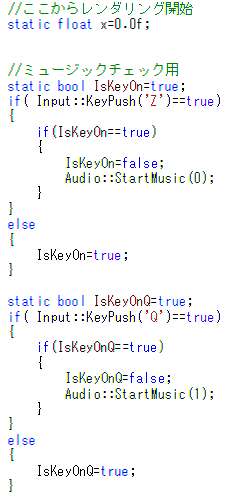 //ここからレンダリング開始
static float x=0.0f;
//ミュージックチェック用
static bool IsKeyOn=true;
if( Input::KeyPush('Z')==true)
{
if(IsKeyOn==true)
{
IsKeyOn=false;
Audio::StartMusic(0);
}
}
else
{
IsKeyOn=true;
}
static bool IsKeyOnQ=true;
if( Input::KeyPush('Q')==true)
{
if(IsKeyOnQ==true)
{
IsKeyOnQ=false;
Audio::StartMusic(1);
}
}
else
{
IsKeyOnQ=true;
}